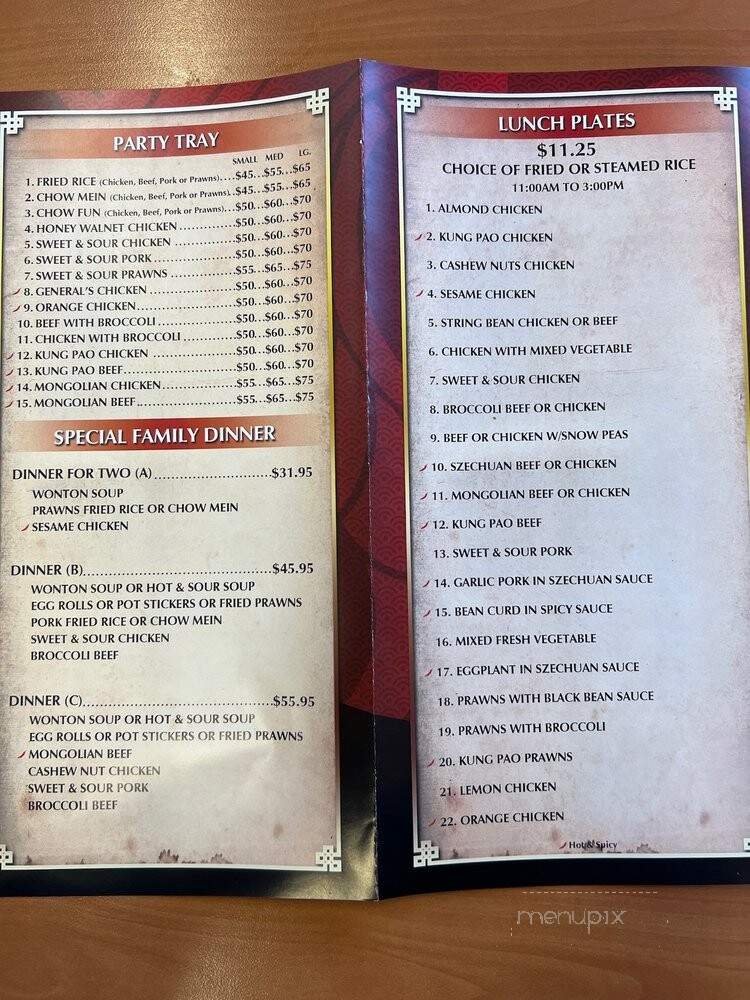 PARTY TRAY
SMALL MED LG.
1. FRIED RICE (Chicken, Beef, Pork or Prawns)....$45...$55...$65
2. CHOW MEIN (Chicken, Beef, Pork or Prawns)..$45...$55...$65
3. CHOW FUN (Chicken, Beef, Pork or Prawns)...$50...$60...$70
4. HONEY WALNET CHICKEN............$50...$60...$70
5. SWEET & SOUR CHICKEN............$50...$60...$70
6. SWEET & SOUR PORK............$50...$60...$70
7. SWEET & SOUR PRAWNS............$55...$65...$75
8. GENERAL'S CHICKEN............$50...$60...$70
9. ORANGE CHICKEN............$50...$60...$70
10. BEEF WITH BROCCOLI............$50...$60...$70
11. CHICKEN WITH BROCCOLI............$50...$60...$70
12. KUNG PAO CHICKEN............$50...$60...$70
13. KUNG PAO BEEF............$50...$60...$70
14. MONGOLIAN CHICKEN............$55...$65...$75
15. MONGOLIAN BEEF............$55...$65...$75
SPECIAL FAMILY DINNER
DINNER FOR TWO (A)............$31.95
WONTON SOUP
PRAWNS FRIED RICE OR CHOW MEIN
SESAME CHICKEN
DINNER (B)............$45.95
WONTON SOUP OR HOT & SOUR SOUP
EGG ROLLS OR POT STICKERS OR FRIED PRAWNS
PORK FRIED RICE OR CHOW MEIN
SWEET & SOUR CHICKEN
BROCCOLI BEEF
DINNER (C)............$55.95
WONTON SOUP OR HOT & SOUR SOUP
EGG ROLLS OR POT STICKERS OR FRIED PRAWNS
MONGOLIAN BEEF
CASHEW NUT CHICKEN
SWEET & SOUR PORK
BROCCOLI BEEF
LUNCH PLATES
$11.25
CHOICE OF FRIED OR STEAMED RICE
11:00AM TO 3:00PM
1. ALMOND CHICKEN
2. KUNG PAO CHICKEN
3. CASHEW NUTS CHICKEN
4. SESAME CHICKEN
5. STRING BEAN CHICKEN OR BEEF
6. CHICKEN WITH MIXED VEGETABLE
7. SWEET & SOUR CHICKEN
8. BROCCOLI BEEF OR CHICKEN
9. BEEF OR CHICKEN W/SNOW PEAS
10. SZECHUAN BEEF OR CHICKEN
11. MONGOLIAN BEEF OR CHICKEN
12. KUNG PAO BEEF
13. SWEET & SOUR PORK
14. GARLIC PORK IN SZECHUAN SAUCE
15. BEAN CURD IN SPICY SAUCE
16. MIXED FRESH VEGETABLE
17. EGGPLANT IN SZECHUAN SAUCE
18. PRAWNS WITH BLACK BEAN SAUCE
19. PRAWNS WITH BROCCOLI
20. KUNG PAO PRAWNS
21. LEMON CHICKEN
22. ORANGE CHICKEN
Hot & Spicy
menupix